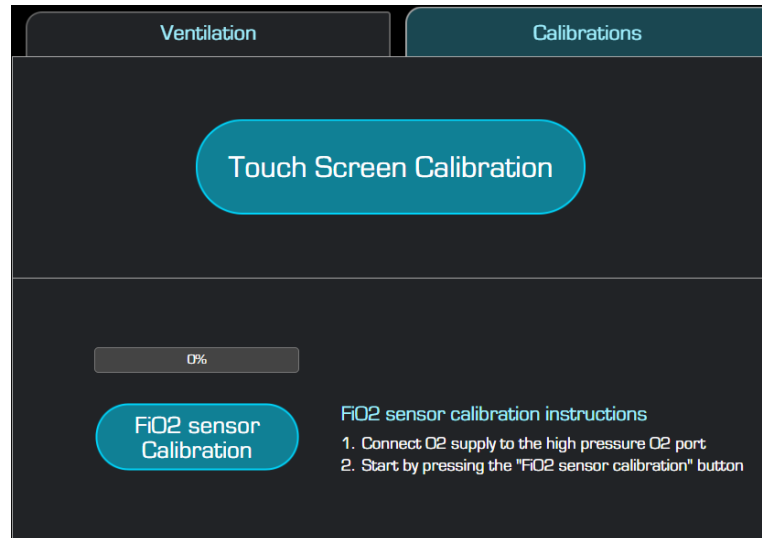 Ventilation
Calibrations
Touch Screen Calibration
0%
FiO2 sensor
Calibration
FiO2 sensor calibration instructions
1. Connect O2 supply to the high pressure O2 port
2. Start by pressing the "FiO2 sensor calibration" button